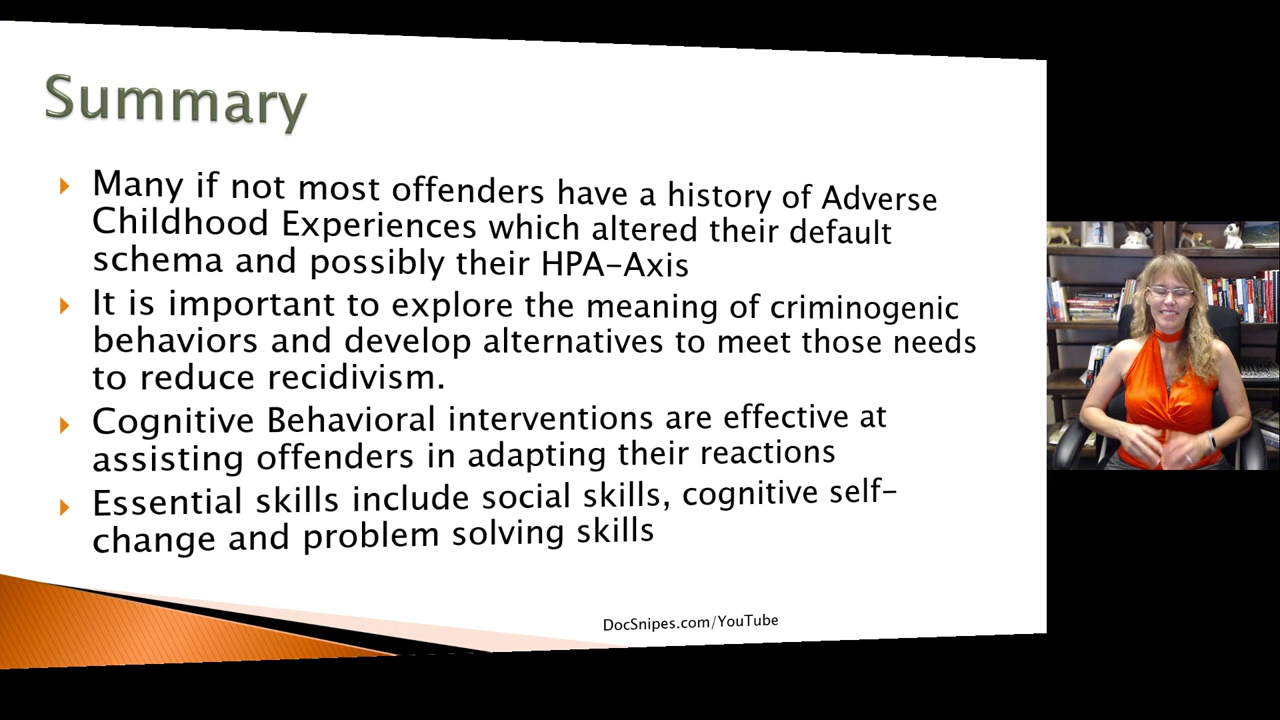 Summary
Many if not most offenders have a history of Adverse
Childhood Experiences which altered their default
schema and possibly their HPA-Axis
It is important to explore the meaning of criminogenic
behaviors and develop alternatives to meet those needs
to reduce recidivism.
Cognitive Behavioral interventions are effective at
assisting offenders in adapting their reactions
Essential skills include social skills, cognitive self-
change and problem solving skills
DocSnipes.com/YouTube